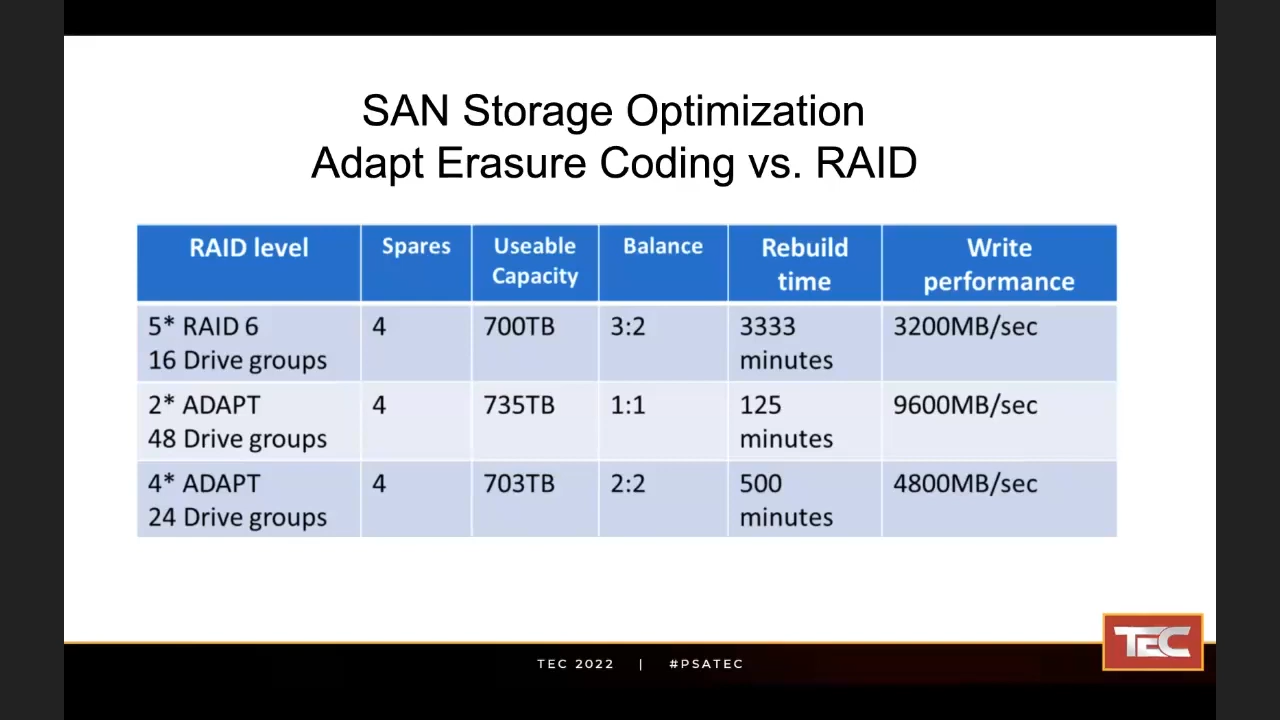 SAN Storage Optimization
Adapt Erasure Coding vs. RAID
RAID level Spares Useable Capacity Balance Rebuild time Write performance
5* RAID 6 16 Drive groups 4 700TB 3:2 3333 minutes 3200MB/sec
2* ADAPT 48 Drive groups 4 735TB 1:1 125 minutes 9600MB/sec
4* ADAPT 24 Drive groups 4 703TB 2:2 500 minutes 4800MB/sec
TEC
TEC 2022 | #PSATEC